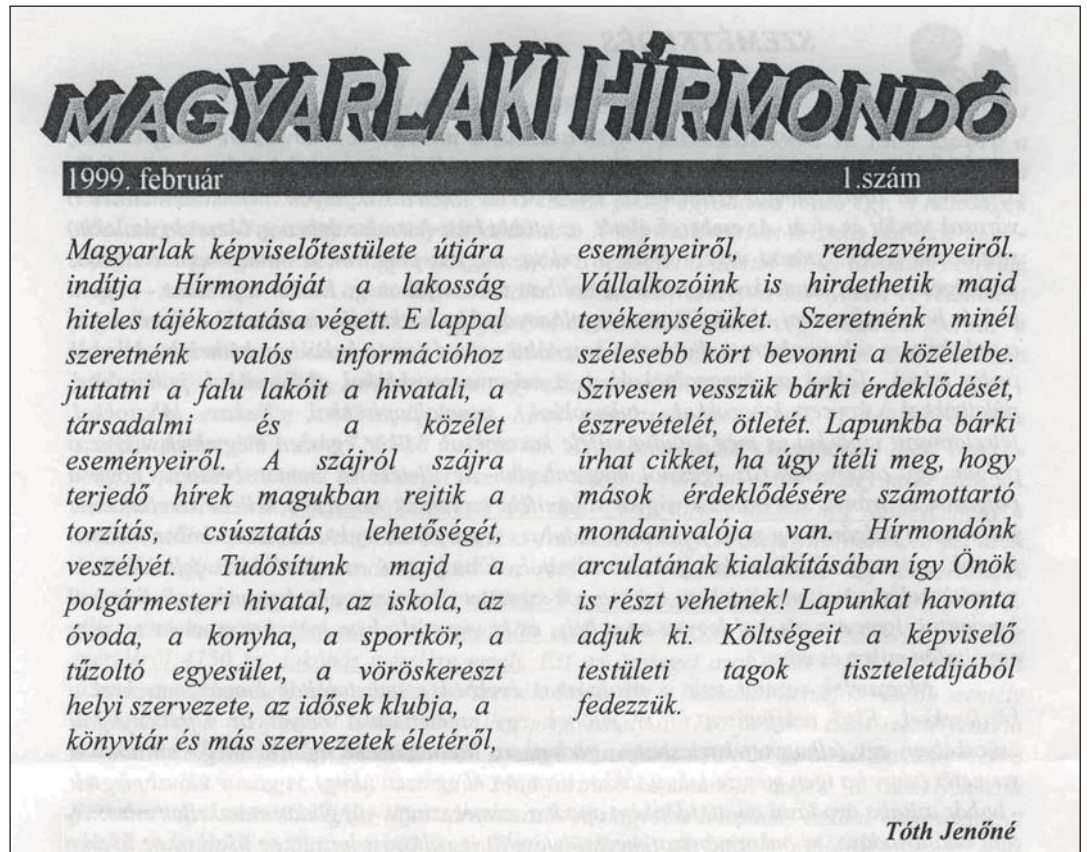 SZEMÉTKEDÉS
MAGYARLAKI HÍRMONDÓ
1999. február 1.szám
Magyarlak képviselőtestülete útjára
indítja Hírmondóját a lakosság
hiteles tájékoztatása végett. E lappal
szeretnénk valós információhoz
juttatni a falu lakóit a hivatali, a
társadalmi és a közélet
eseményeiről. A szájról szájra
terjedő hírek magukban rejtik a
torzítás, csúsztatás lehetőségét,
veszélyét. Tudósítunk majd a
polgármesteri hivatal, az iskola, az
óvoda, a konyha, a sportkör, a
tűzoltó egyesület, a vöröskereszt
helyi szervezete, az idősek klubja, a
könyvtár és más szervezetek életéről,
eseményeiről, rendezvényeiről.
Vállalkozóink is hirdethetik majd
tevékenységüket. Szeretnénk minél
szélesebb kört bevonni a közéletbe.
Szívesen vesszük bárki érdeklődését,
észrevételét, ötletét. Lapunkba bárki
írhat cikket, ha úgy ítéli meg, hogy
mások érdeklődésére számottartó
mondanivalója van. Hírmondónk
arculatának kialakításában így Önök
is részt vehetnek! Lapunkat havonta
adjuk ki. Költségeit a képviselő
testületi tagok tiszteletdíjából
fedezzük.
Tóth Jenőné